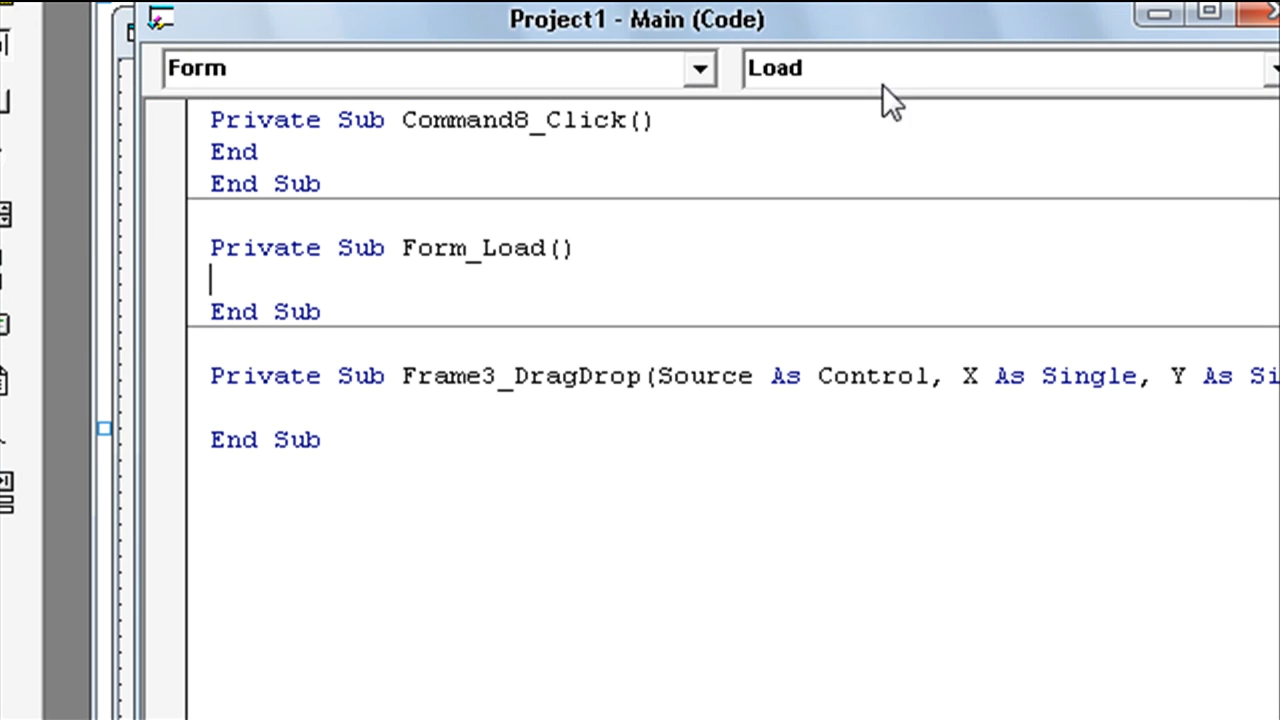 Project1 - Main (Code)
Form Load
Private Sub Command8_Click()
End
End Sub
Private Sub Form_Load()
End Sub
Private Sub Frame3_DragDrop(Source As Control, X As Single, Y As Si
End Sub